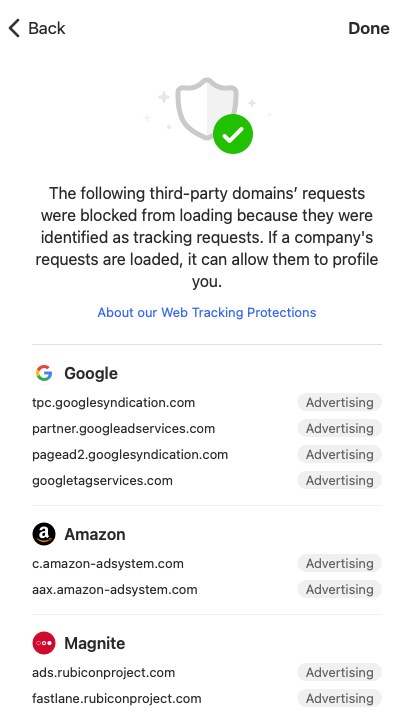 Back
Done
The following third-party domains’ requests
were blocked from loading because they were
identified as tracking requests. If a company's
requests are loaded, it can allow them to profile
you.
About our Web Tracking Protections
Google
tpc.googlesyndication.com Advertising
partner.googleadservices.com Advertising
pagead2.googlesyndication.com Advertising
googletagservices.com Advertising
Amazon
c.amazon-adsystem.com Advertising
aax.amazon-adsystem.com Advertising
Magnite
ads.rubiconproject.com Advertising
fastlane.rubiconproject.com Advertising